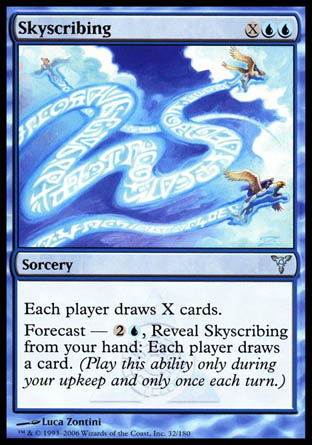 Skyscribing X
Sorcery
Each player draws X cards.
Forecast — 2, Reveal Skyscribing
from your hand: Each player draws
a card. (Play this ability only during
your upkeep and only once each turn.)
Luca Zontini
™ & © 1993-2006 Wizards of the Coast, Inc. 32/180